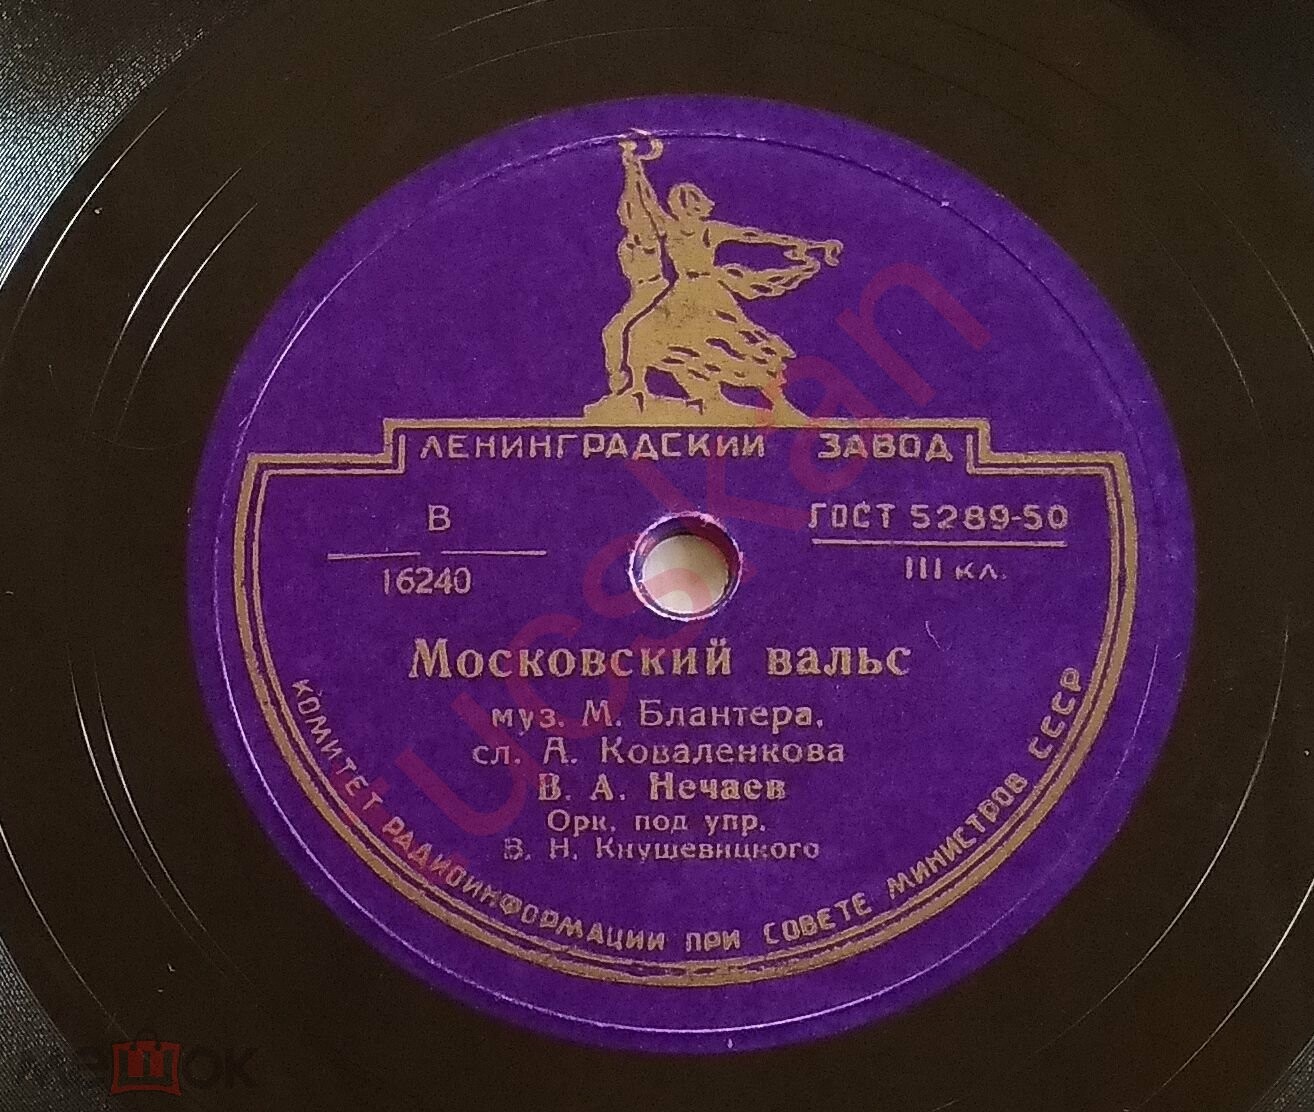 ЛЕНИНГРАДСКИЙ ЗАВОД
В
16240
ГОСТ 5289-50
III кл.
Московский вальс
муз. М. Блантера,
сл. А. Коваленкова
В. А. Нечаев
Орк. под упр.
В. Н. Кнушевицкого
КОМИТЕТ РАДИОИНФОРМАЦИИ ПРИ СОВЕТЕ МИНИСТРОВ СССР
мешок